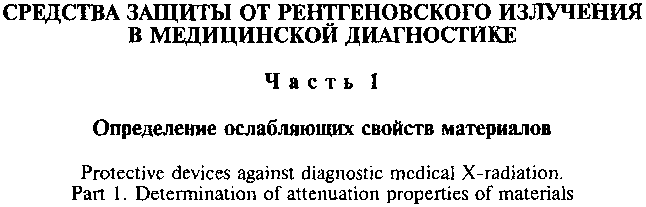 СРЕДСТВА ЗАЩИТЫ ОТ РЕНТГЕНОВСКОГО ИЗЛУЧЕНИЯ
В МЕДИЦИНСКОЙ ДИАГНОСТИКЕ
Часть 1
Определение ослабляющих свойств материалов
Protective devices against diagnostic medical X-radiation.
Part 1. Determination of attenuation properties of materials